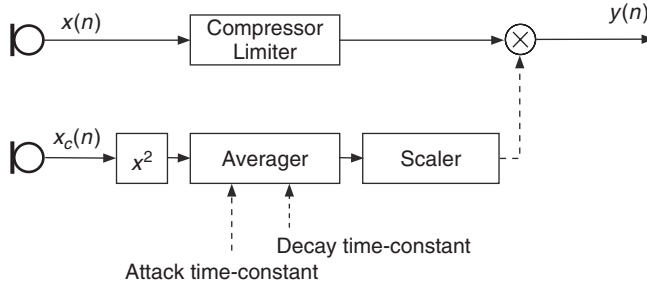 x(n)
Compressor
Limiter
×
y(n)
x_c(n)
x^2
Averager
Scaler
Decay time-constant
Attack time-constant